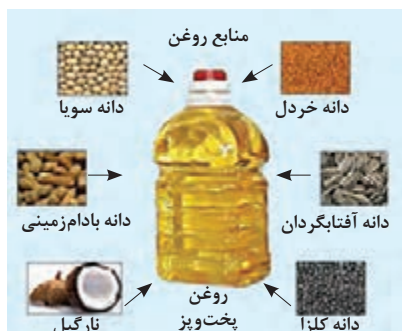 منابع روغن
دانه خردل
دانه سویا
دانه آفتابگردان
دانه بادام‌زمینی
دانه کلزا
روغن
پخت‌وپز
نارگیل